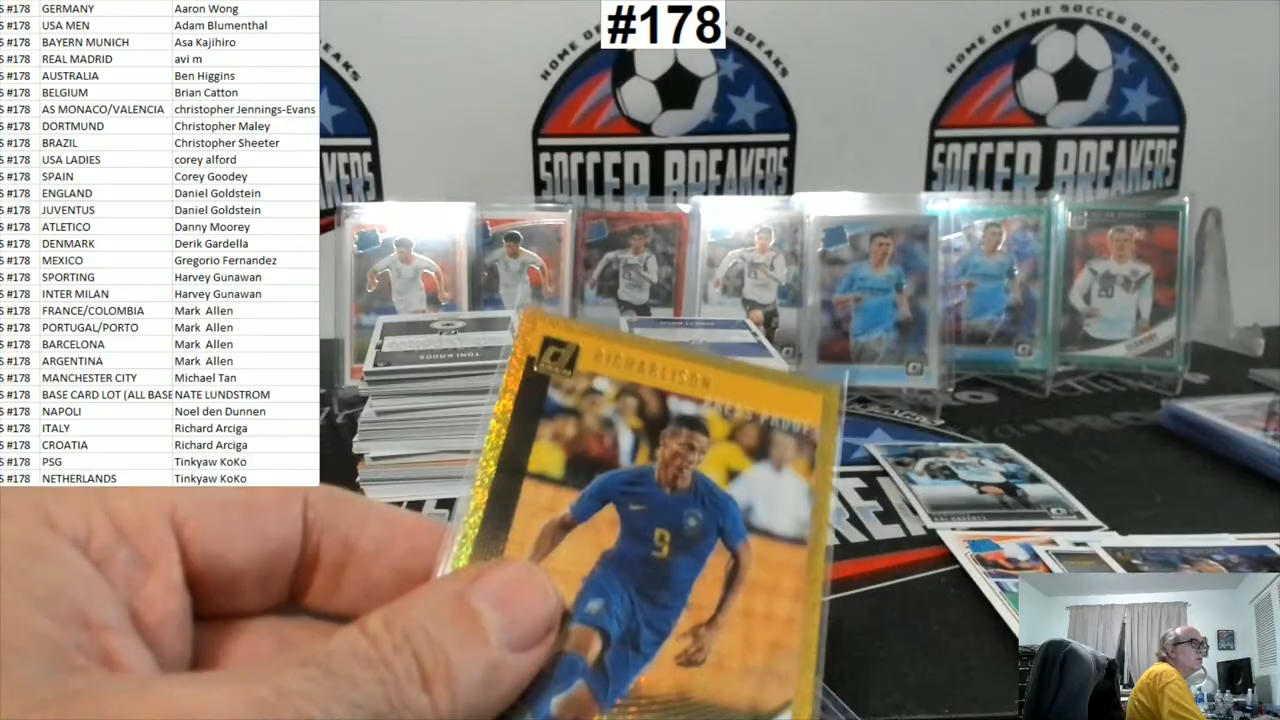 #178
S #178 GERMANY Aaron Wong
S #178 USA MEN Adam Blumenthal
S #178 BAYERN MUNICH Asa Kajihiro
S #178 REAL MADRID avi m
S #178 AUSTRALIA Ben Higgins
S #178 BELGIUM Brian Catton
S #178 AS MONACO/VALENCIA christopher Jennings-Evans
S #178 DORTMUND Christopher Maley
S #178 BRAZIL Christopher Sheeter
S #178 USA LADIES corey alford
S #178 SPAIN Corey Goodey
S #178 ENGLAND Daniel Goldstein
S #178 JUVENTUS Daniel Goldstein
S #178 ATLETICO Danny Moorey
S #178 DENMARK Derik Gardella
S #178 MEXICO Gregorio Fernandez
S #178 SPORTING Harvey Gunawan
S #178 INTER MILAN Harvey Gunawan
S #178 FRANCE/COLOMBIA Mark Allen
S #178 PORTUGAL/PORTO Mark Allen
S #178 BARCELONA Mark Allen
S #178 ARGENTINA Mark Allen
S #178 MANCHESTER CITY Michael Tan
S #178 BASE CARD LOT (ALL BASE NATE LUNDSTROM
S #178 NAPOLI Noel den Dunnen
S #178 ITALY Richard Arciga
S #178 CROATIA Richard Arciga
S #178 PSG Tinkyaw KoKo
S #178 NETHERLANDS Tinkyaw KoKo
HOME OF THE SOCCER BREAKS
SOCCER BREAKERS
HOME OF THE SOCCER BREAKS
SOCCER BREAKERS
TONI KROOS
RICHARLISON
PRESS PROOF
9
20
KAI HAVERTZ